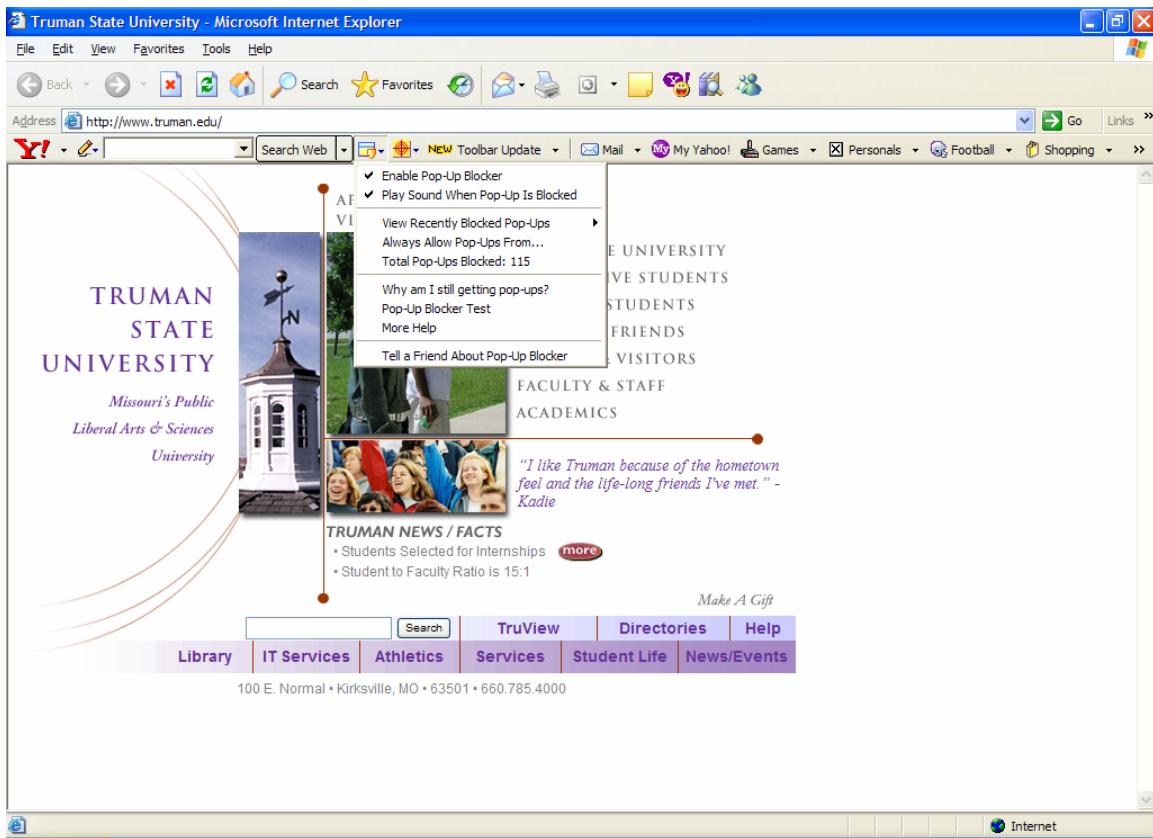 Truman State University - Microsoft Internet Explorer
File Edit View Favorites Tools Help
Back Search Favorites
Address http://www.truman.edu/ Go Links »
Y! Search Web NEW Toolbar Update Mail My Yahoo! Games Personals Football Shopping »
Enable Pop-Up Blocker
Play Sound When Pop-Up Is Blocked
View Recently Blocked Pop-Ups
Always Allow Pop-Ups From...
Total Pop-Ups Blocked: 115
Why am I still getting pop-ups?
Pop-Up Blocker Test
More Help
Tell a Friend About Pop-Up Blocker
UNIVERSITY
STUDENTS
STUDENTS
FRIENDS
& VISITORS
FACULTY & STAFF
ACADEMICS
TRUMAN
STATE
UNIVERSITY
Missouri's Public
Liberal Arts & Sciences
University
N
"I like Truman because of the hometown
feel and the life-long friends I've met." -
Kadie
TRUMAN NEWS / FACTS
• Students Selected for Internships more
• Student to Faculty Ratio is 15:1
Make A Gift
Search TruView Directories Help
Library IT Services Athletics Services Student Life News/Events
100 E. Normal • Kirksville, MO • 63501 • 660.785.4000
Internet